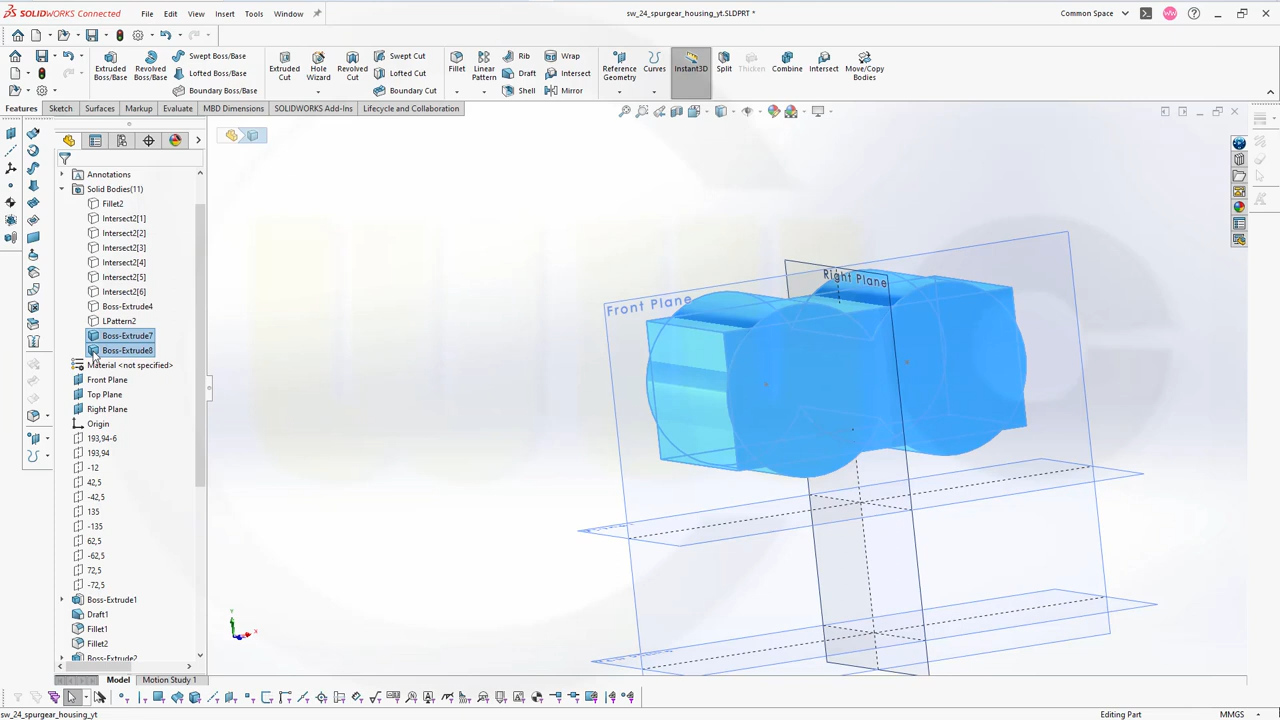 SOLIDWORKS Connected
File
Edit
View
Insert
Tools
Window
sw_24_spurgear_housing_yt.SLDPRT *
Common Space
WW
Extruded Boss/Base
Revolved Boss/Base
Swept Boss/Base
Lofted Boss/Base
Boundary Boss/Base
Extruded Cut
Hole Wizard
Revolved Cut
Swept Cut
Lofted Cut
Boundary Cut
Fillet
Linear Pattern
Rib
Draft
Shell
Wrap
Intersect
Mirror
Reference Geometry
Curves
Instant3D
Split
Thicken
Combine
Intersect
Move/Copy Bodies
Features
Sketch
Surfaces
Markup
Evaluate
MBD Dimensions
SOLIDWORKS Add-Ins
Lifecycle and Collaboration
Annotations
Solid Bodies(11)
Fillet2
Intersect2[1]
Intersect2[2]
Intersect2[3]
Intersect2[4]
Intersect2[5]
Intersect2[6]
Boss-Extrude4
LPattern2
Boss-Extrude7
Boss-Extrude8
Material <not specified>
Front Plane
Top Plane
Right Plane
Origin
193,94-6
193,94
-12
42,5
-42,5
135
-135
62,5
-62,5
72,5
-72,5
Boss-Extrude1
Draft1
Fillet1
Fillet2
Boss-Extrude2
Front Plane
Right Plane
Y
X
Model
Motion Study 1
sw_24_spurgear_housing_yt
Editing Part
MMGS